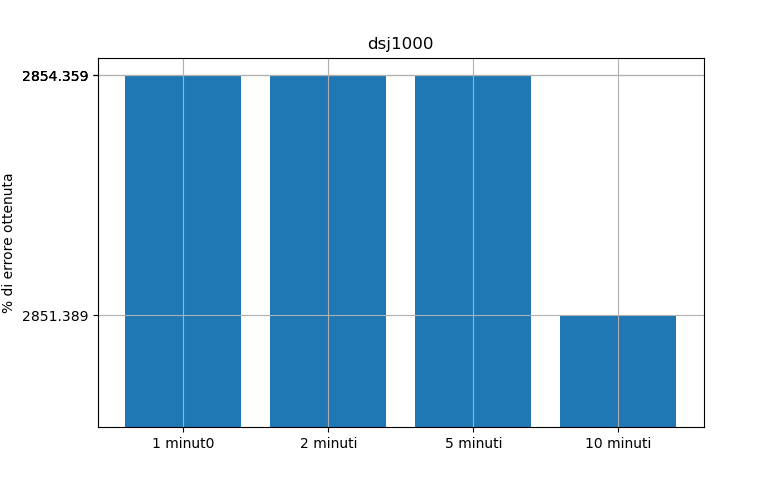 dsj1000
% di errore ottenuta
2854.359
2851.389
1 minut0
2 minuti
5 minuti
10 minuti